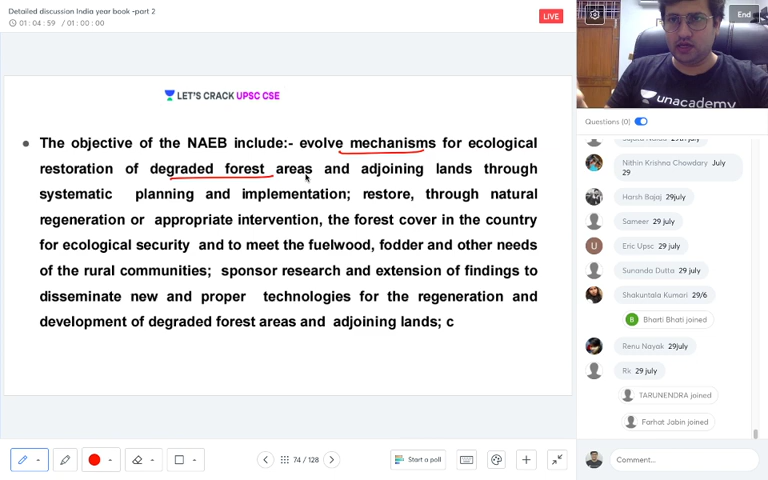 Detailed discussion India year book -part 2
01:04:59 / 01:00:00
LIVE
End
unacademy
LET'S CRACK UPSC CSE
The objective of the NAEB include:- evolve mechanisms for ecological
restoration of degraded forest areas and adjoining lands through
systematic planning and implementation; restore, through natural
regeneration or appropriate intervention, the forest cover in the country
for ecological security and to meet the fuelwood, fodder and other needs
of the rural communities; sponsor research and extension of findings to
disseminate new and proper technologies for the regeneration and
development of degraded forest areas and adjoining lands; c
Questions (0)
Nithin Krishna Chowdary July
29
Harsh Bajaj 29july
Sameer 29 july
U
Eric Upsc 29 july
Sunanda Dutta 29 july
Shakuntala Kumari 29/6
B
Bharti Bhati joined
Renu Nayak 29july
Rk 29 july
TARUNENDRA joined
Farhat Jabin joined
74 / 128
Start a poll
Comment...